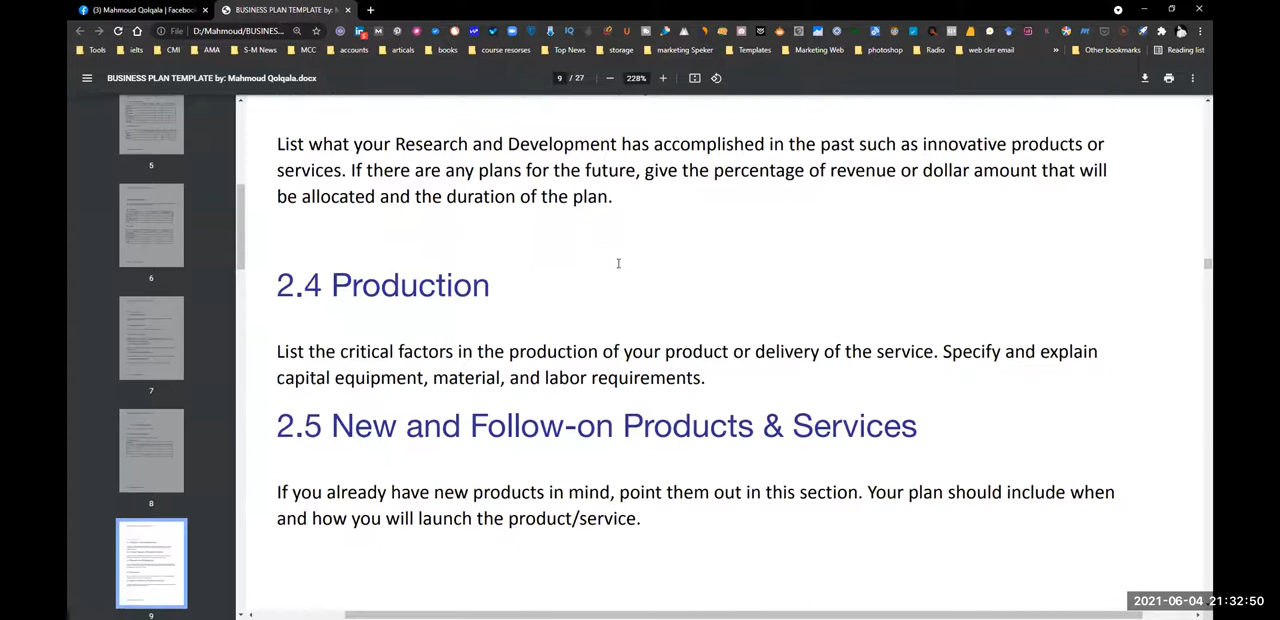 (3) Mahmoud Qolqala | Facebo
BUSINESS PLAN TEMPLATE by: M
File
D:/Mahmoud/BUSINES...
Tools
ielts
CMI
AMA
S-M News
MCC
accounts
articals
books
course resorses
Top News
storage
marketing Speker
Templates
Marketing Web
photoshop
Radio
web cler email
»
Other bookmarks
Reading list
BUSINESS PLAN TEMPLATE by: Mahmoud Qolqala.docx
9 / 27
228%
5
6
7
8
9
List what your Research and Development has accomplished in the past such as innovative products or
services. If there are any plans for the future, give the percentage of revenue or dollar amount that will
be allocated and the duration of the plan.
2.4 Production
List the critical factors in the production of your product or delivery of the service. Specify and explain
capital equipment, material, and labor requirements.
2.5 New and Follow-on Products & Services
If you already have new products in mind, point them out in this section. Your plan should include when
and how you will launch the product/service.
2021-06-04 21:32:50